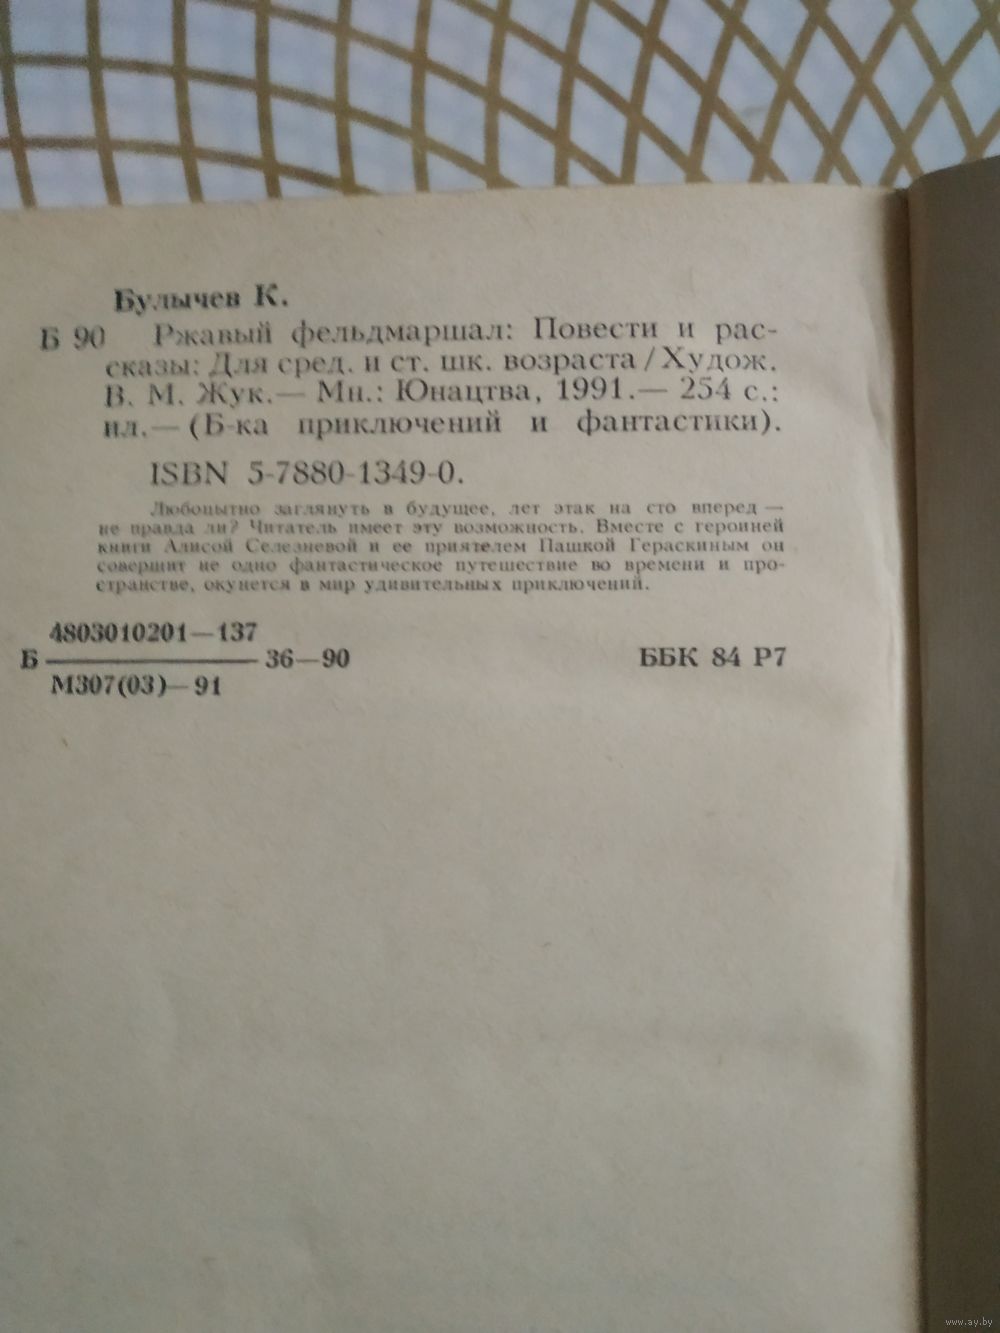 Булычев К.
Б 90 Ржавый фельдмаршал: Повести и рас-
сказы: Для сред. и ст. шк. возраста / Худож.
В. М. Жук.— Мн.: Юнацтва, 1991.— 254 с.:
ил.— (Б-ка приключений и фантастики).
ISBN 5-7880-1349-0.
Любопытно заглянуть в будущее, лет этак на сто вперед —
не правда ли? Читатель имеет эту возможность. Вместе с героиней
книги Алисой Селезневой и ее приятелем Пашкой Гераскиным он
совершит не одно фантастическое путешествие во времени и про-
странстве, окунется в мир удивительных приключений.
4803010201—137
Б 36—90
М307(03)—91
ББК 84 Р7
www.ay.by